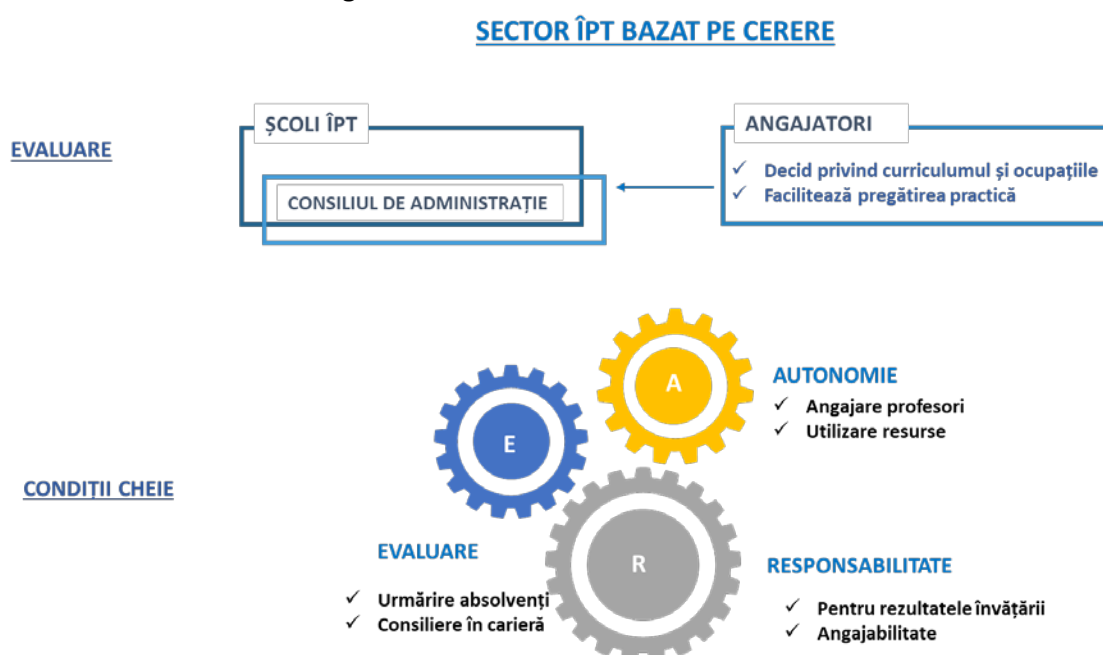 SECTOR ÎPT BAZAT PE CERERE
EVALUARE
ȘCOLI ÎPT
CONSILIUL DE ADMINISTRAȚIE
ANGAJATORI
✓ Decid privind curriculumul și ocupațiile
✓ Facilitează pregătirea practică
CONDIȚII CHEIE
A
AUTONOMIE
✓ Angajare profesori
✓ Utilizare resurse
E
EVALUARE
✓ Urmărire absolvenți
✓ Consiliere în carieră
R
RESPONSABILITATE
✓ Pentru rezultatele învățării
✓ Angajabilitate